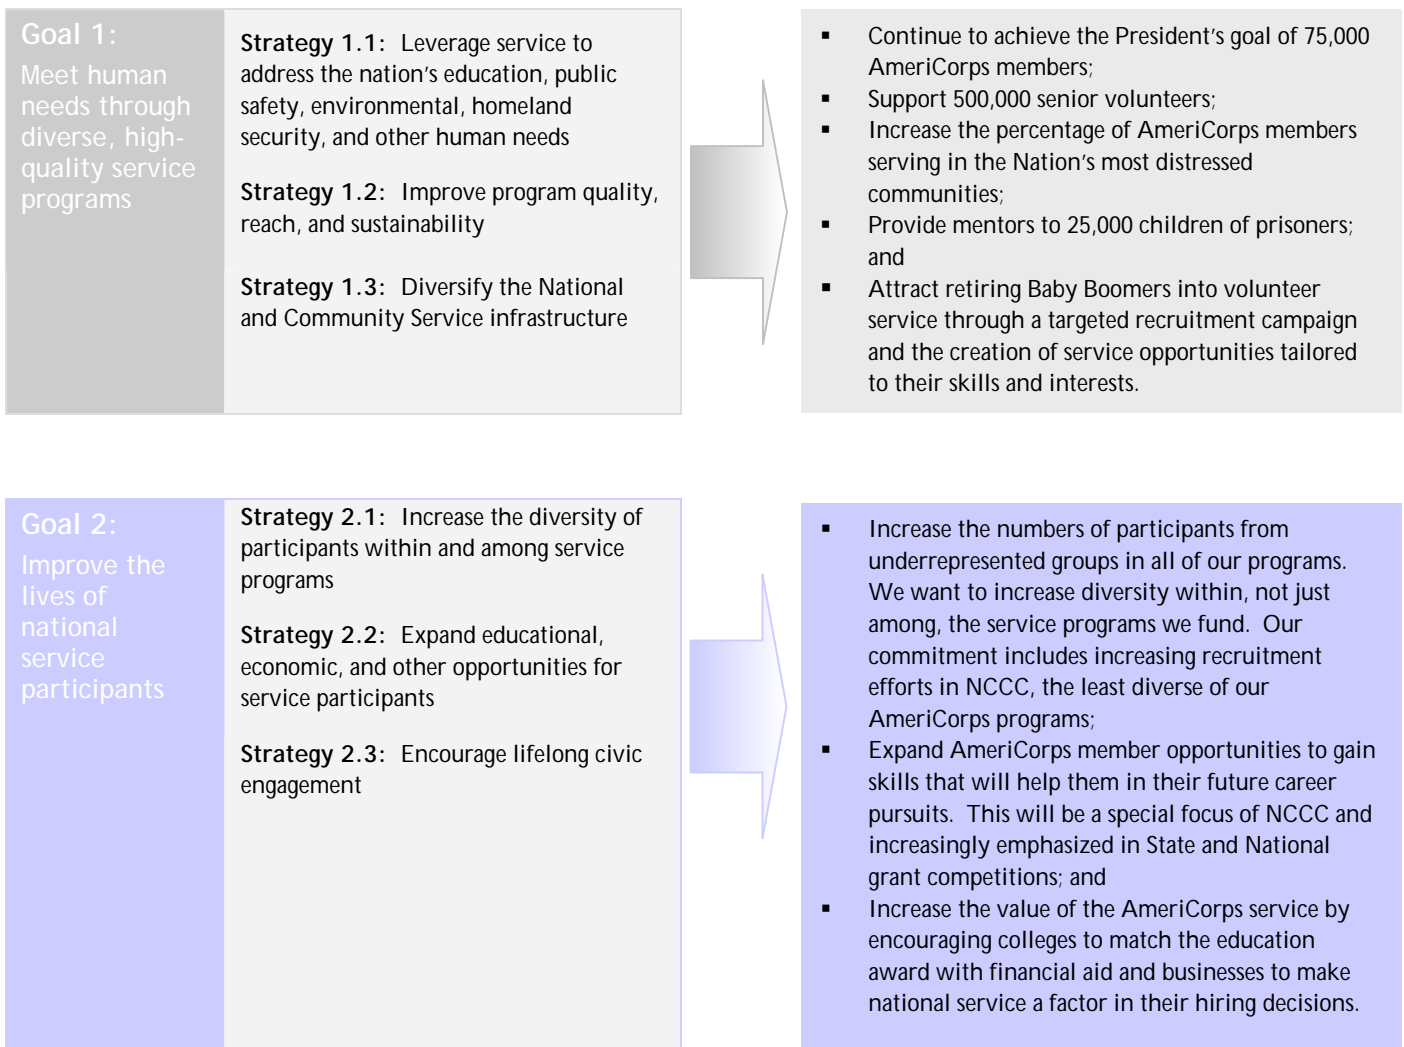 Goal 1:
Meet human
needs through
diverse, high-
quality service
programs
Strategy 1.1: Leverage service to
address the nation’s education, public
safety, environmental, homeland
security, and other human needs
Strategy 1.2: Improve program quality,
reach, and sustainability
Strategy 1.3: Diversify the National
and Community Service infrastructure
▪ Continue to achieve the President’s goal of 75,000
AmeriCorps members;
▪ Support 500,000 senior volunteers;
▪ Increase the percentage of AmeriCorps members
serving in the Nation’s most distressed
communities;
▪ Provide mentors to 25,000 children of prisoners;
and
▪ Attract retiring Baby Boomers into volunteer
service through a targeted recruitment campaign
and the creation of service opportunities tailored
to their skills and interests.
Goal 2:
Improve the
lives of
national
service
participants
Strategy 2.1: Increase the diversity of
participants within and among service
programs
Strategy 2.2: Expand educational,
economic, and other opportunities for
service participants
Strategy 2.3: Encourage lifelong civic
engagement
▪ Increase the numbers of participants from
underrepresented groups in all of our programs.
We want to increase diversity within, not just
among, the service programs we fund. Our
commitment includes increasing recruitment
efforts in NCCC, the least diverse of our
AmeriCorps programs;
▪ Expand AmeriCorps member opportunities to gain
skills that will help them in their future career
pursuits. This will be a special focus of NCCC and
increasingly emphasized in State and National
grant competitions; and
▪ Increase the value of the AmeriCorps service by
encouraging colleges to match the education
award with financial aid and businesses to make
national service a factor in their hiring decisions.